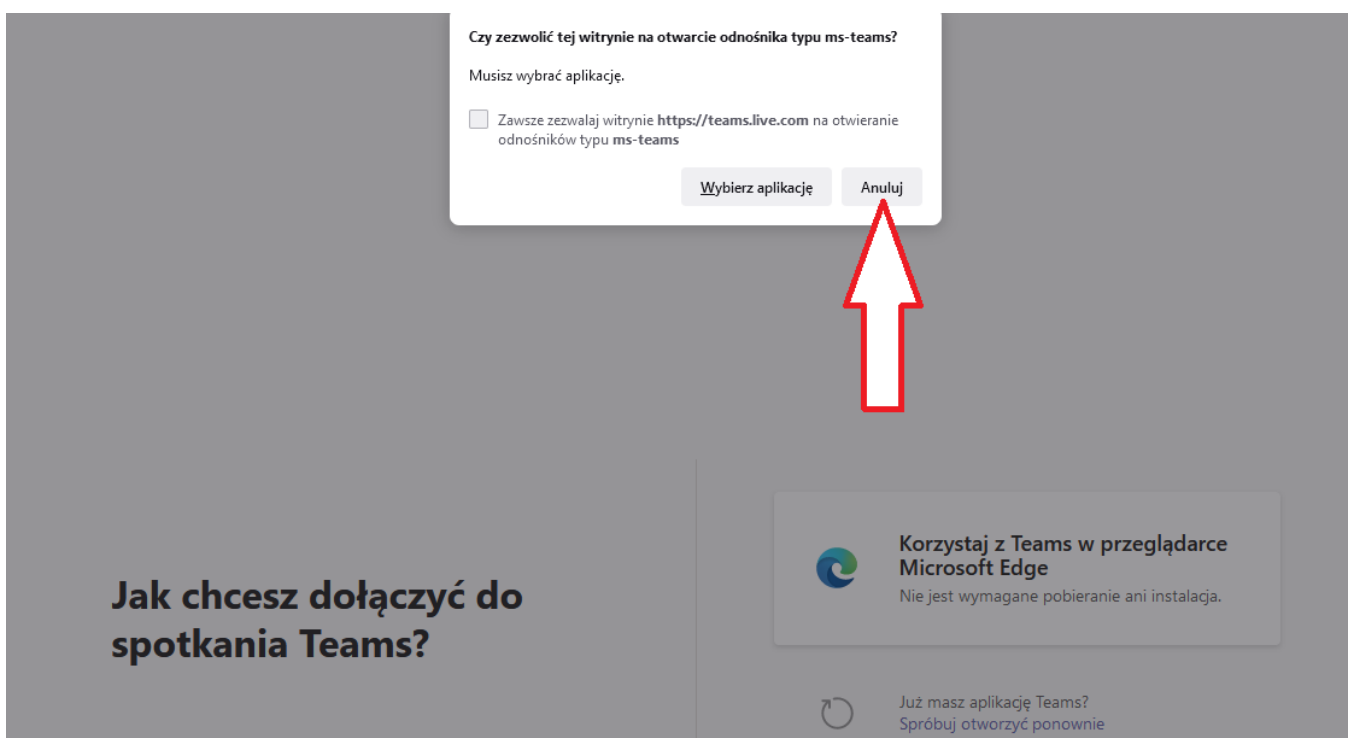 Czy zezwolić tej witrynie na otwarcie odnośnika typu ms-teams?
Musisz wybrać aplikację.
Zawsze zezwalaj witrynie https://teams.live.com na otwieranie
odnośników typu ms-teams
Wybierz aplikację
Anuluj
Jak chcesz dołączyć do
spotkania Teams?
Korzystaj z Teams w przeglądarce
Microsoft Edge
Nie jest wymagane pobieranie ani instalacja.
Już masz aplikację Teams?
Spróbuj otworzyć ponownie